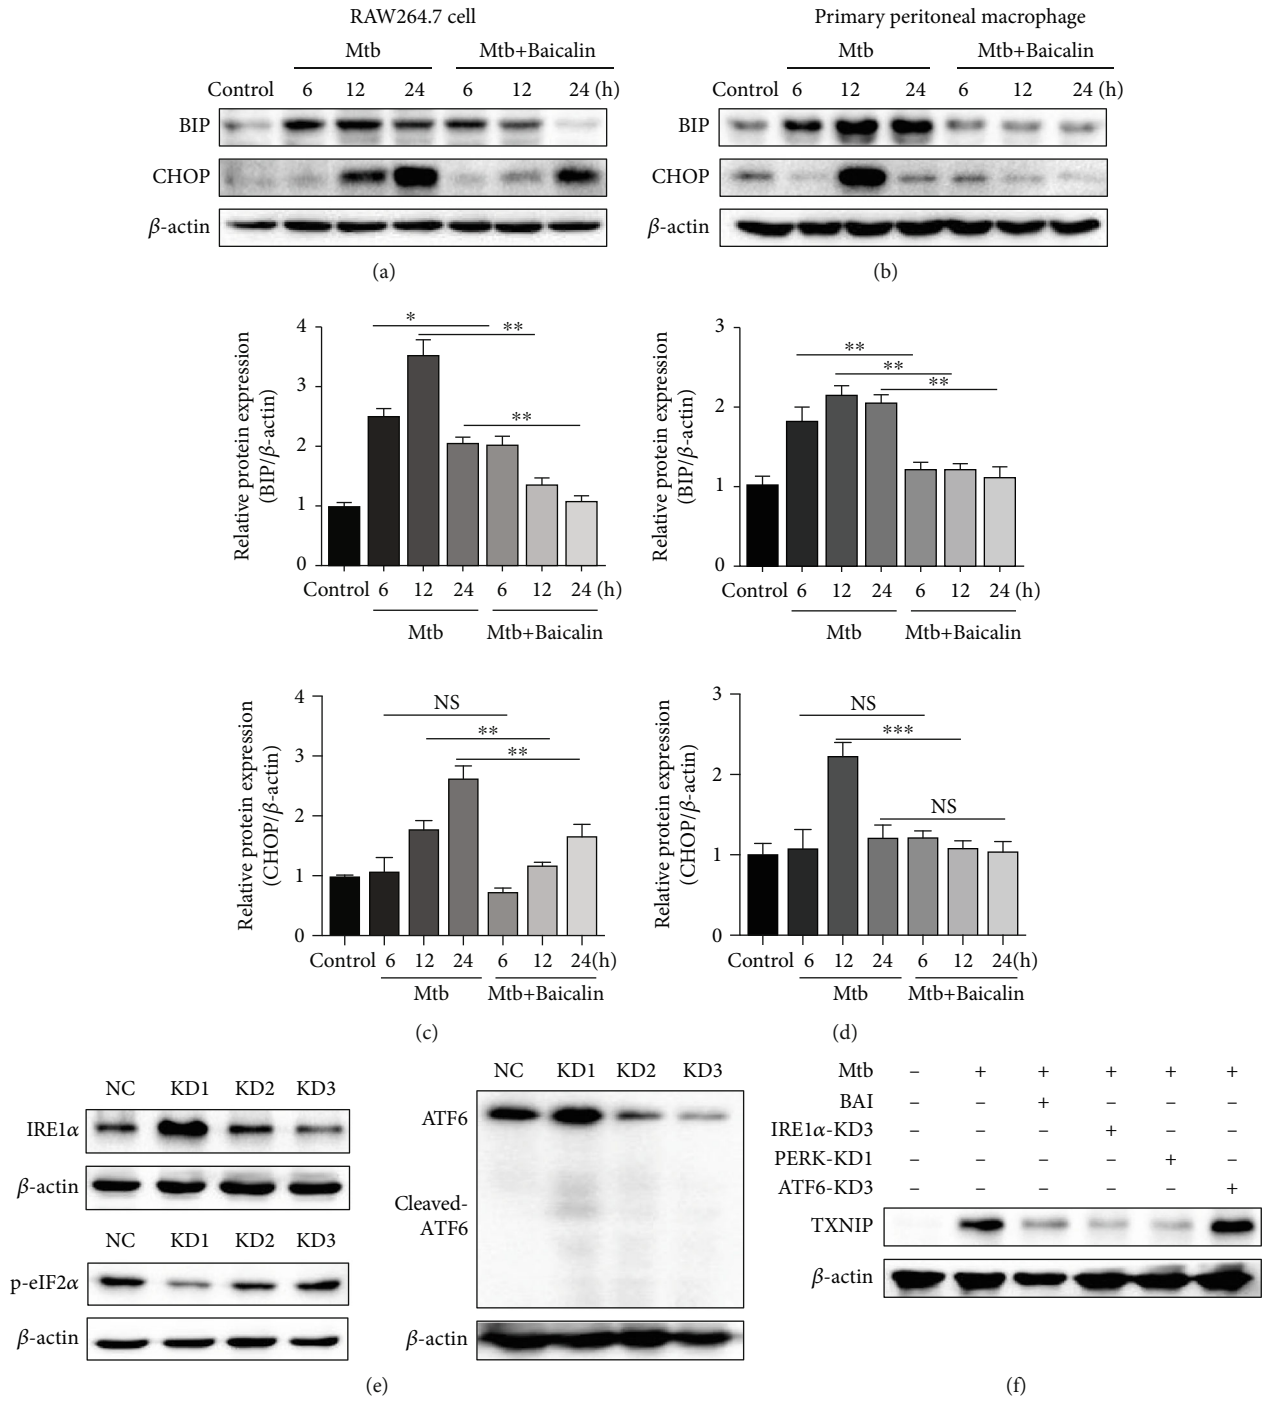 RAW264.7 cell
Mtb Mtb+Baicalin
Control 6 12 24 6 12 24 (h)
BIP
CHOP
β-actin
(a)
Primary peritoneal macrophage
Mtb Mtb+Baicalin
Control 6 12 24 6 12 24 (h)
BIP
CHOP
β-actin
(b)
Relative protein expression
(BIP/β-actin)
4
3
2
1
0
*
**
**
Control 6 12 24 6 12 24 (h)
Mtb Mtb+Baicalin
Relative protein expression
(BIP/β-actin)
3
2
1
0
**
**
**
Control 6 12 24 6 12 24 (h)
Mtb Mtb+Baicalin
Relative protein expression
(CHOP/β-actin)
4
3
2
1
0
NS
**
**
Control 6 12 24 6 12 24(h)
Mtb Mtb+Baicalin
(c)
Relative protein expression
(CHOP/β-actin)
3
2
1
0
NS
***
NS
Control 6 12 24 6 12 24(h)
Mtb Mtb+Baicalin
(d)
NC KD1 KD2 KD3
IRE1α
β-actin
NC KD1 KD2 KD3
p-eIF2α
β-actin
NC KD1 KD2 KD3
ATF6
Cleaved-
ATF6
β-actin
(e)
Mtb – + + + + +
BAI – – + – – –
IRE1α-KD3 – – – + – –
PERK-KD1 – – – – + –
ATF6-KD3 – – – – – +
TXNIP
β-actin
(f)